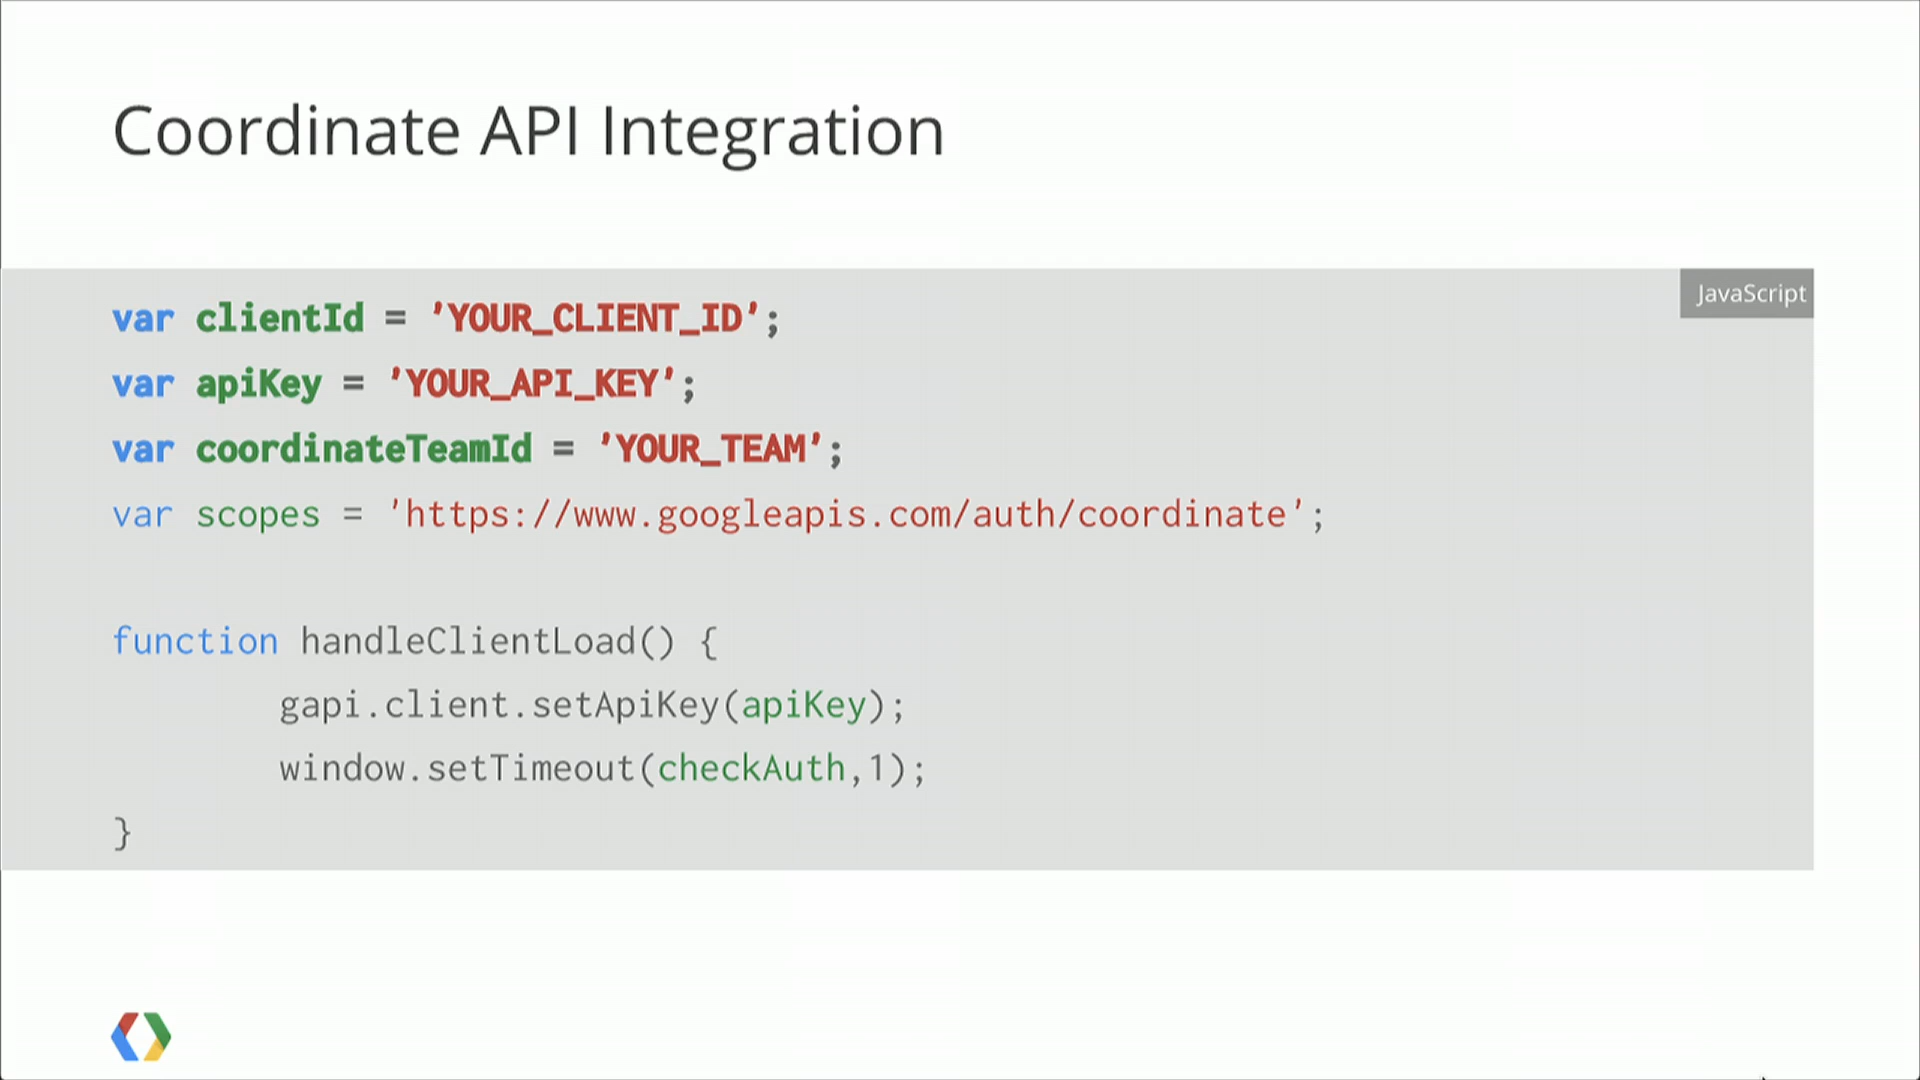 Coordinate API Integration
JavaScript
var clientId = 'YOUR_CLIENT_ID';
var apiKey = 'YOUR_API_KEY';
var coordinateTeamId = 'YOUR_TEAM';
var scopes = 'https://www.googleapis.com/auth/coordinate';
function handleClientLoad() {
gapi.client.setApiKey(apiKey);
window.setTimeout(checkAuth,1);
}